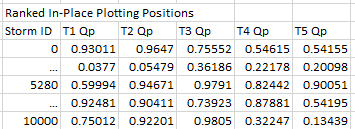 Ranked In-Place Plotting Positions
Storm ID T1 Qp T2 Qp T3 Qp T4 Qp T5 Qp
0 0.93011 0.9647 0.75552 0.54615 0.54155
... 0.0377 0.05479 0.36186 0.22178 0.20098
5280 0.59994 0.94671 0.9791 0.82442 0.90051
... 0.92481 0.90411 0.73923 0.87881 0.54195
10000 0.75012 0.92201 0.9805 0.32247 0.13439